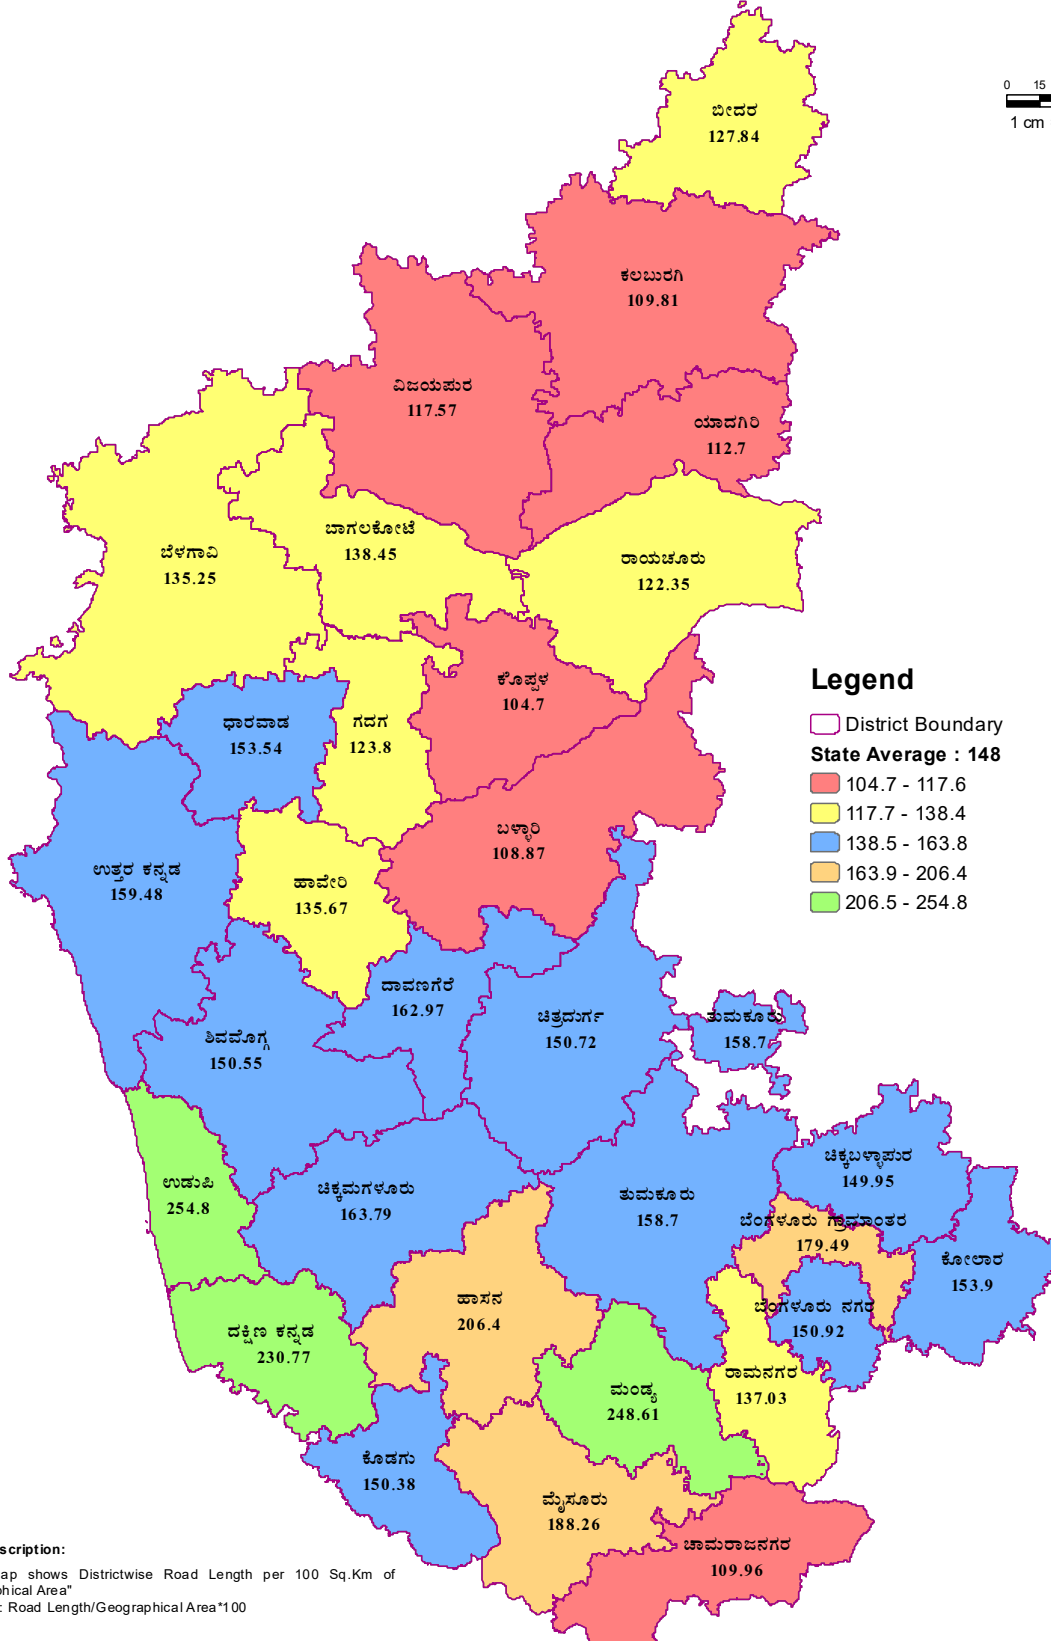 0 15
1 cm
ಬೀದರ
127.84
ಕಲಬುರಗಿ
109.81
ವಿಜಯಪುರ
117.57
ಯಾದಗಿರಿ
112.7
ಬಾಗಲಕೋಟೆ
138.45
ಬೆಳಗಾವಿ
135.25
ರಾಯಚೂರು
122.35
ಕೊಪ್ಪಳ
104.7
ಧಾರವಾಡ
153.54
ಗದಗ
123.8
Legend
District Boundary
State Average : 148
104.7 - 117.6
117.7 - 138.4
138.5 - 163.8
163.9 - 206.4
206.5 - 254.8
ಬಳ್ಳಾರಿ
108.87
ಉತ್ತರ ಕನ್ನಡ
159.48
ಹಾವೇರಿ
135.67
ದಾವಣಗೆರೆ
162.97
ಚಿತ್ರದುರ್ಗ
150.72
ತುಮಕೂರು
158.7
ಶಿವಮೊಗ್ಗ
150.55
ಚಿಕ್ಕಬಳ್ಳಾಪುರ
149.95
ಉಡುಪಿ
254.8
ಚಿಕ್ಕಮಗಳೂರು
163.79
ತುಮಕೂರು
158.7
ಬೆಂಗಳೂರು ಗ್ರಾಮಾಂತರ
179.49
ಕೋಲಾರ
153.9
ಹಾಸನ
206.4
ಬೆಂಗಳೂರು ನಗರ
150.92
ದಕ್ಷಿಣ ಕನ್ನಡ
230.77
ರಾಮನಗರ
137.03
ಮಂಡ್ಯ
248.61
ಕೊಡಗು
150.38
ಮೈಸೂರು
188.26
ಚಾಮರಾಜನಗರ
109.96
scription:
ap shows Districtwise Road Length per 100 Sq.Km of
phical Area"
: Road Length/Geographical Area*100